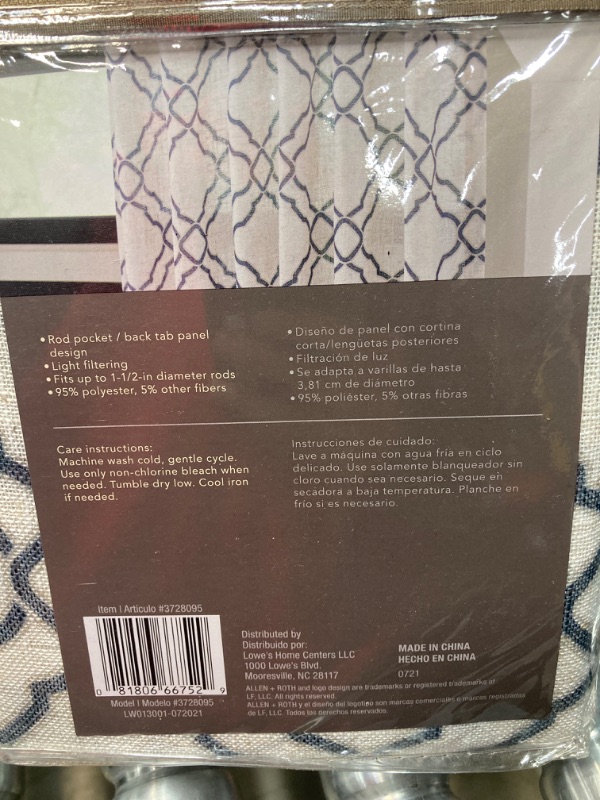 • Rod pocket / back tab panel
design
• Light filtering
• Fits up to 1-1/2-in diameter rods
• 95% polyester, 5% other fibers
• Diseño de panel con cortina
corta/lengüetas posteriores
• Filtración de luz
• Se adapta a varillas de hasta
3,81 cm de diámetro
• 95% poliéster, 5% otras fibras
Care instructions:
Machine wash cold, gentle cycle.
Use only non-chlorine bleach when
needed. Tumble dry low. Cool iron
if needed.
Instrucciones de cuidado:
Lave a máquina con agua fría en ciclo
delicado. Use solamente blanqueador sin
cloro cuando sea necesario. Seque en
secadora a baja temperatura. Planche en
frío si es necesario.
Item | Artículo #3728095
0 81806 66752 9
Model | Modelo #3728095
LW013001-072021
Distributed by
Distribuido por:
Lowe's Home Centers LLC
1000 Lowe's Blvd.
Mooresville, NC 28117
MADE IN CHINA
HECHO EN CHINA
0721
ALLEN + ROTH and logo design are trademarks or registered trademarks of
LF, LLC. All rights reserved.
ALLEN + ROTH y el diseño del logotipo son marcas comerciales o marcas registradas
de LF, LLC. Todos los derechos reservados.